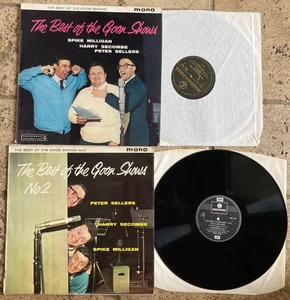 THE BEST OF THE GOON SHOWS
mono
The Best of the Goon Shows
SPIKE MILLIGAN
HARRY SECOMBE
PETER SELLERS
THE BEST OF THE GOON SHOWS No.2
mono
The Best of the Goon Shows
No 2
PETER SELLERS
HARRY SECOMBE
SPIKE MILLIGAN